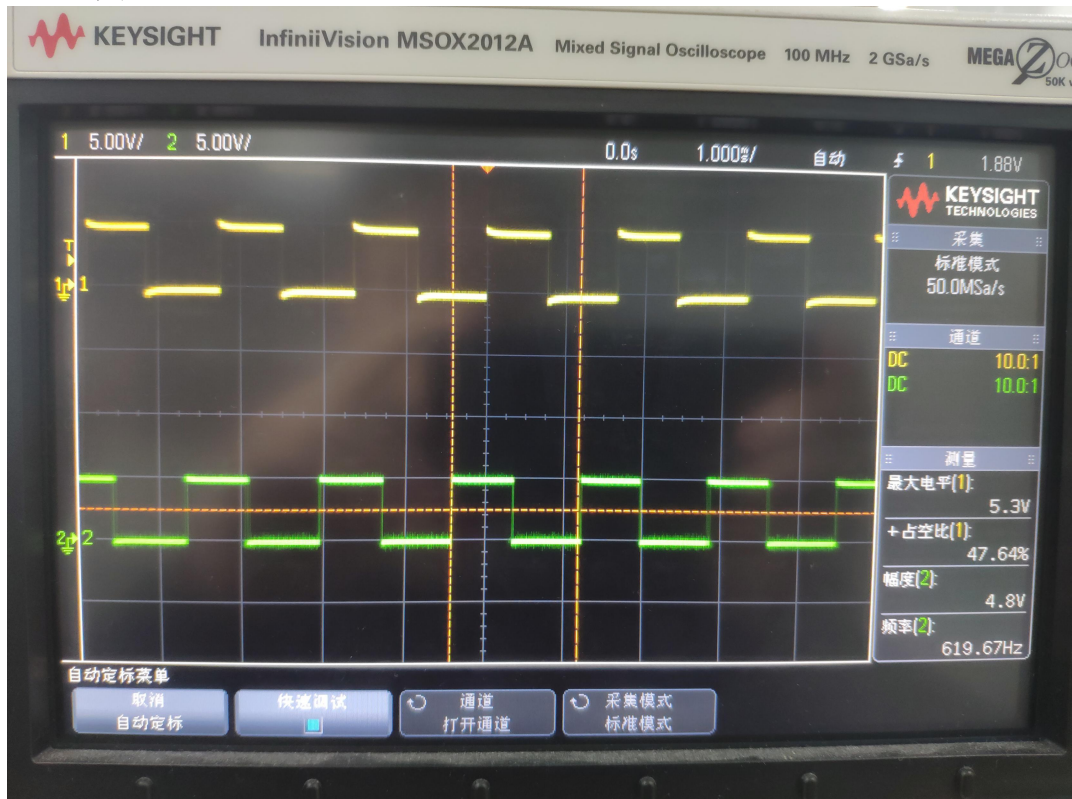 KEYSIGHT InfiniiVision MSOX2012A Mixed Signal Oscilloscope 100 MHz 2 GSa/s MEGA
50K
1 5.00V/ 2 5.00V/ 0.0s 1.000㎳/ 自动 1 1.88V
KEYSIGHT
TECHNOLOGIES
采集
标准模式
50.0MSa/s
通道
DC 10.0:1
DC 10.0:1
测量
最大电平(1):
5.3V
+占空比(1):
47.64%
幅度(2):
4.8V
频率(2):
619.67Hz
T
1
2
自动定标菜单
取消
自动定标
快速调试
通道
打开通道
采集模式
标准模式